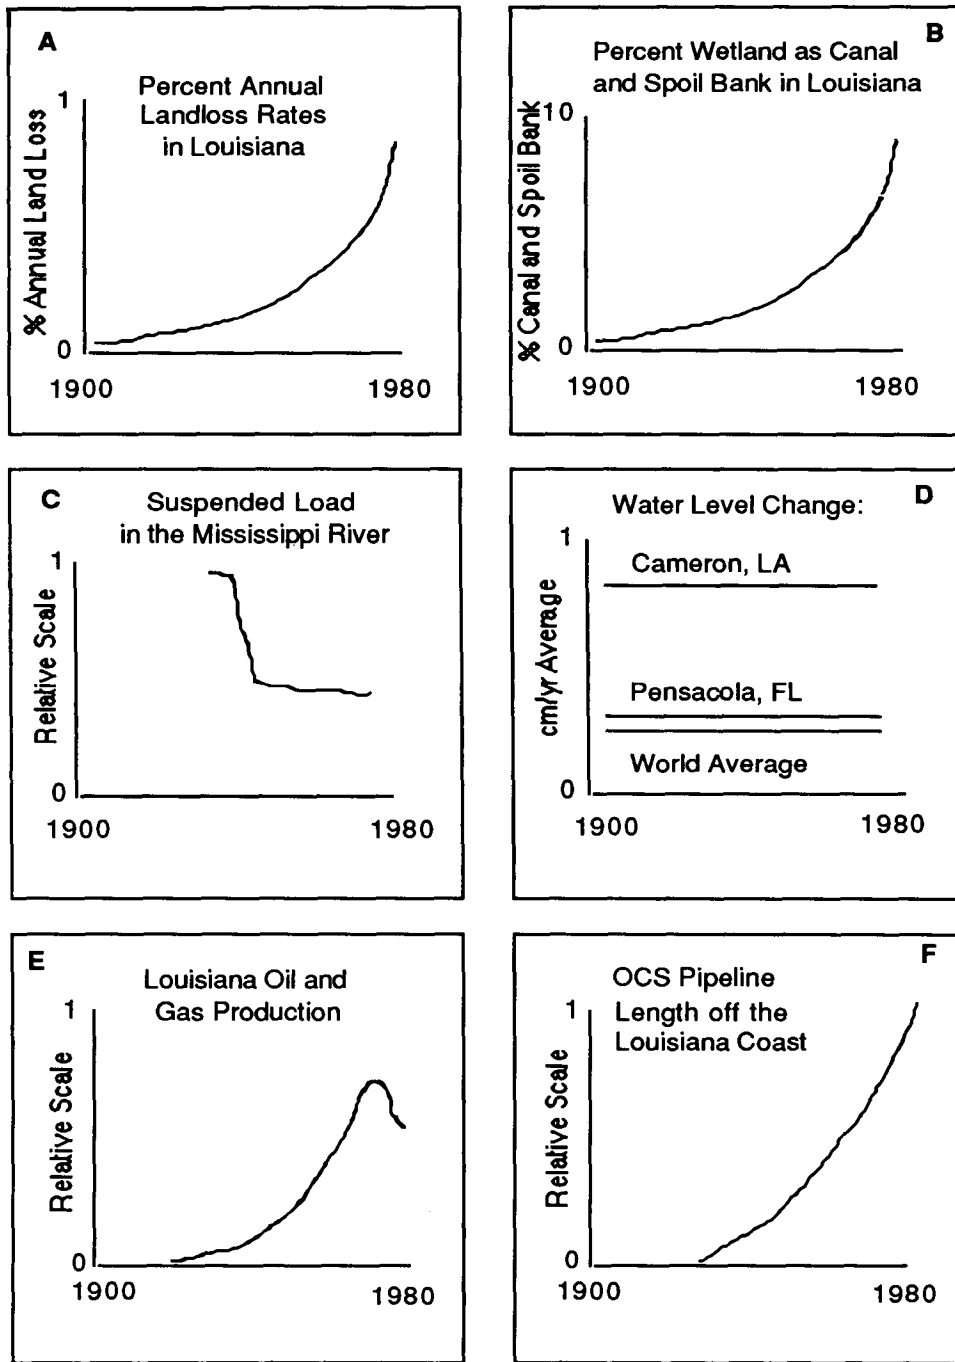 A
Percent Annual
Landloss Rates
in Louisiana
% Annual Land Loss
1
0
1900
1980
B
Percent Wetland as Canal
and Spoil Bank in Louisiana
% Canal and Spoil Bank
10
0
1900
1980
C
Suspended Load
in the Mississippi River
Relative Scale
1
0
1900
1980
D
Water Level Change:
cm/yr Average
1
Cameron, LA
Pensacola, FL
World Average
0
1900
1980
E
Louisiana Oil and
Gas Production
Relative Scale
1
0
1900
1980
F
OCS Pipeline
Length off the
Louisiana Coast
Relative Scale
1
0
1900
1980